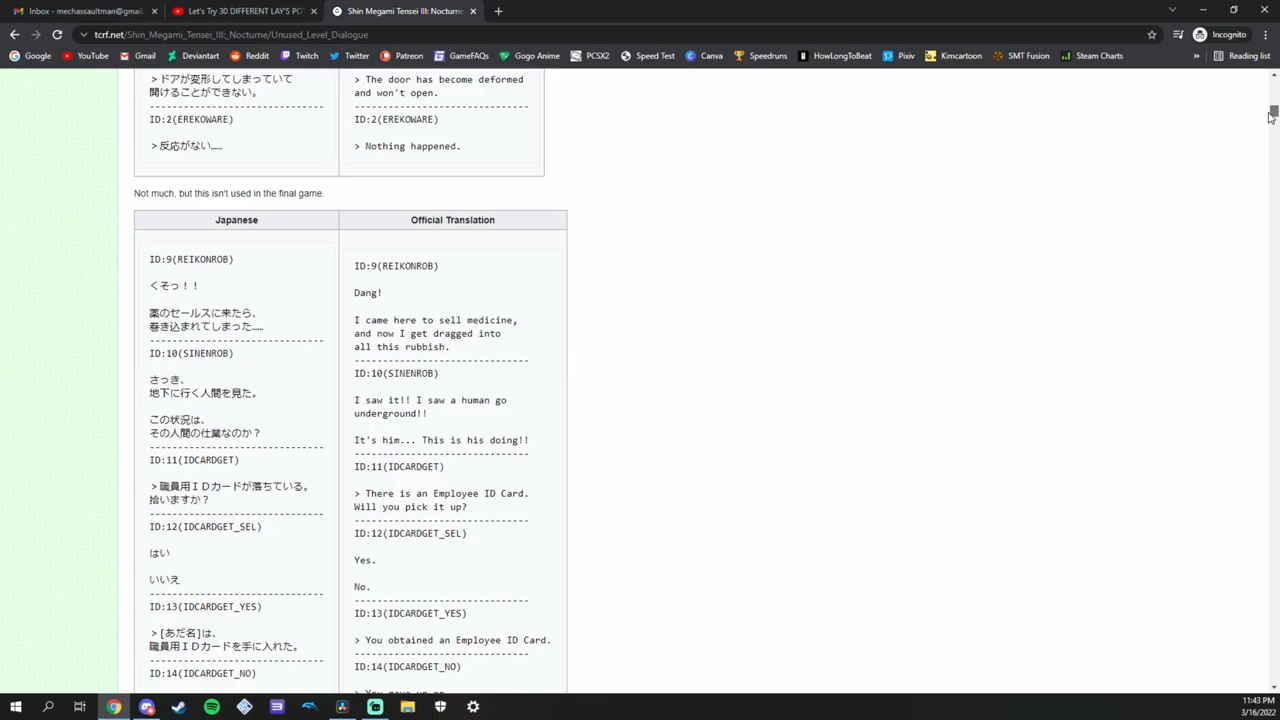 Inbox - mechassaultman@gmail
Let's Try 30 DIFFERENT LAY'S PO
Shin Megami Tensei III: Nocturne
tcrf.net/Shin_Megami_Tensei_III:_Nocturne/Unused_Level_Dialogue
Incognito
Google
YouTube
Gmail
Deviantart
Reddit
Twitch
Twitter
Patreon
GameFAQs
Gogo Anime
PCSX2
Speed Test
Canva
Speedruns
HowLongToBeat
Pixiv
Kimcartoon
SMT Fusion
Steam Charts
Reading list
>ドアが変形してしまっていて
開けることができない。
--------------------------------
ID:2(EREKOWARE)
>反応がない……
> The door has become deformed
and won't open.
--------------------------------
ID:2(EREKOWARE)
> Nothing happened.
Not much, but this isn't used in the final game.
Japanese
Official Translation
ID:9(REIKONROB)
くそっ！！
薬のセールスに来たら、
巻き込まれてしまった……
--------------------------------
ID:10(SINENROB)
さっき、
地下に行く人間を見た。
この状況は、
その人間の仕業なのか？
--------------------------------
ID:11(IDCARDGET)
>職員用ＩＤカードが落ちている。
拾いますか？
--------------------------------
ID:12(IDCARDGET_SEL)
はい
いいえ
--------------------------------
ID:13(IDCARDGET_YES)
>[あだ名]は、
職員用ＩＤカードを手に入れた。
--------------------------------
ID:14(IDCARDGET_NO)
ID:9(REIKONROB)
Dang!
I came here to sell medicine,
and now I get dragged into
all this rubbish.
--------------------------------
ID:10(SINENROB)
I saw it!! I saw a human go
underground!!
It's him... This is his doing!!
--------------------------------
ID:11(IDCARDGET)
> There is an Employee ID Card.
Will you pick it up?
--------------------------------
ID:12(IDCARDGET_SEL)
Yes.
No.
--------------------------------
ID:13(IDCARDGET_YES)
> You obtained an Employee ID Card.
--------------------------------
ID:14(IDCARDGET_NO)
> You gave up on
11:43 PM
3/16/2022